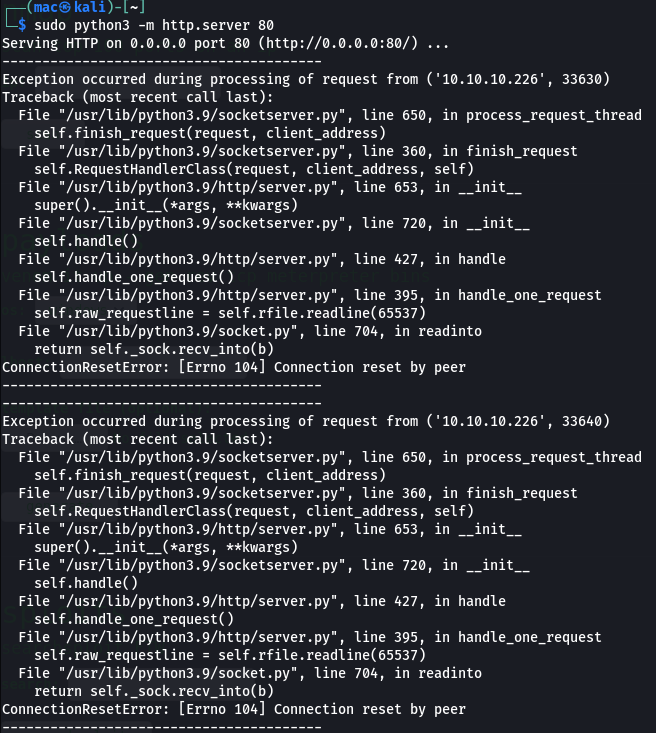 ┌──(mac㉿kali)-[~]
└─$ sudo python3 -m http.server 80
Serving HTTP on 0.0.0.0 port 80 (http://0.0.0.0:80/) ...
----------------------------------------
Exception occurred during processing of request from ('10.10.10.226', 33630)
Traceback (most recent call last):
  File "/usr/lib/python3.9/socketserver.py", line 650, in process_request_thread
    self.finish_request(request, client_address)
  File "/usr/lib/python3.9/socketserver.py", line 360, in finish_request
    self.RequestHandlerClass(request, client_address, self)
  File "/usr/lib/python3.9/http/server.py", line 653, in __init__
    super().__init__(*args, **kwargs)
  File "/usr/lib/python3.9/socketserver.py", line 720, in __init__
    self.handle()
  File "/usr/lib/python3.9/http/server.py", line 427, in handle
    self.handle_one_request()
  File "/usr/lib/python3.9/http/server.py", line 395, in handle_one_request
    self.raw_requestline = self.rfile.readline(65537)
  File "/usr/lib/python3.9/socket.py", line 704, in readinto
    return self._sock.recv_into(b)
ConnectionResetError: [Errno 104] Connection reset by peer
----------------------------------------
----------------------------------------
Exception occurred during processing of request from ('10.10.10.226', 33640)
Traceback (most recent call last):
  File "/usr/lib/python3.9/socketserver.py", line 650, in process_request_thread
    self.finish_request(request, client_address)
  File "/usr/lib/python3.9/socketserver.py", line 360, in finish_request
    self.RequestHandlerClass(request, client_address, self)
  File "/usr/lib/python3.9/http/server.py", line 653, in __init__
    super().__init__(*args, **kwargs)
  File "/usr/lib/python3.9/socketserver.py", line 720, in __init__
    self.handle()
  File "/usr/lib/python3.9/http/server.py", line 427, in handle
    self.handle_one_request()
  File "/usr/lib/python3.9/http/server.py", line 395, in handle_one_request
    self.raw_requestline = self.rfile.readline(65537)
  File "/usr/lib/python3.9/socket.py", line 704, in readinto
    return self._sock.recv_into(b)
ConnectionResetError: [Errno 104] Connection reset by peer
----------------------------------------